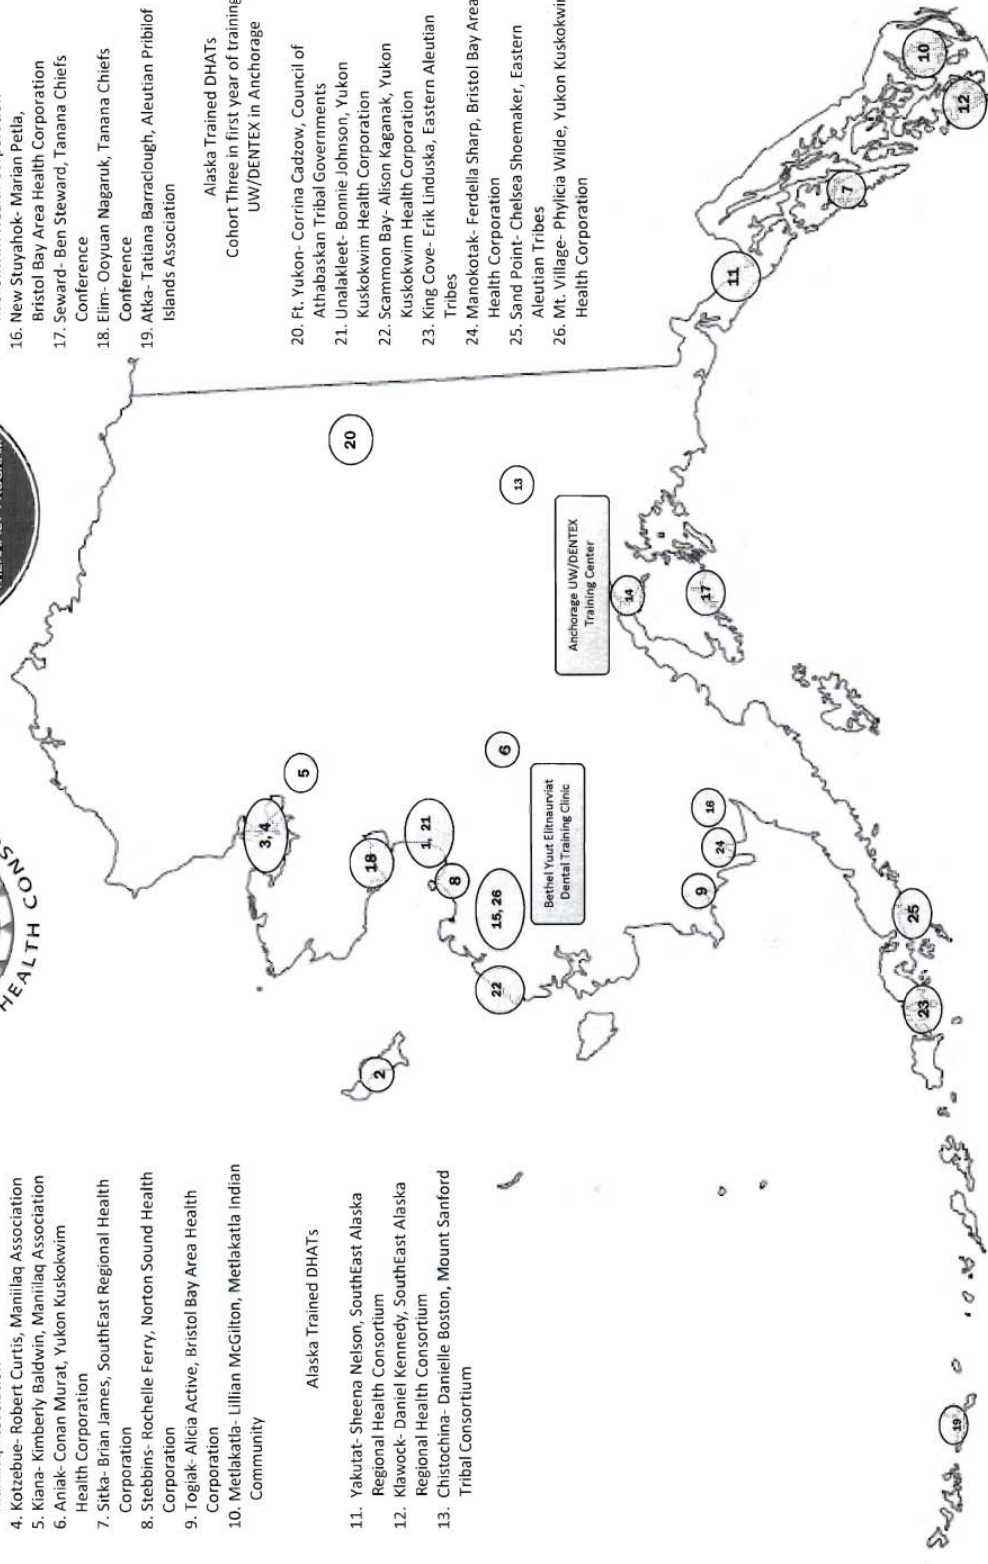 HEALTH CONS
4. Kotzebue- Robert Curtis, Maniilaq Association
5. Kiana- Kimberly Baldwin, Maniilaq Association
6. Aniak- Conan Murat, Yukon Kuskokwim
Health Corporation
7. Sitka- Brian James, SouthEast Regional Health
Corporation
8. Stebbins- Rochelle Ferry, Norton Sound Health
Corporation
9. Togiak- Alicia Active, Bristol Bay Area Health
Corporation
10. Metlakatla- Lillian McGilton, Metlakatla Indian
Community
Alaska Trained DHATs
11. Yakutat- Sheena Nelson, SouthEast Alaska
Regional Health Consortium
12. Klawock- Daniel Kennedy, SouthEast Alaska
Regional Health Consortium
13. Chistochina- Danielle Boston, Mount Sanford
Tribal Consortium
16. New Stuyahok- Marian Petla,
Bristol Bay Area Health Corporation
17. Seward- Ben Steward, Tanana Chiefs
Conference
18. Elim- Ooyuan Nagaruk, Tanana Chiefs
Conference
19. Atka- Tatiana Barraclough, Aleutian Pribilof
Islands Association
Alaska Trained DHATs
Cohort Three in first year of training
UW/DENTEX in Anchorage
20. Ft. Yukon- Corrina Cadzow, Council of
Athabaskan Tribal Governments
21. Unalakleet- Bonnie Johnson, Yukon
Kuskokwim Health Corporation
22. Scammon Bay- Alison Kaganak, Yukon
Kuskokwim Health Corporation
23. King Cove- Erik Linduska, Eastern Aleutian
Tribes
24. Manokotak- Ferdella Sharp, Bristol Bay Area
Health Corporation
25. Sand Point- Chelsea Shoemaker, Eastern
Aleutian Tribes
26. Mt. Village- Phylicia Wilde, Yukon Kuskokwim
Health Corporation
3, 4
5
20
18
1, 21
8
2
6
13
15, 26
22
Bethel Yuut Elitnaurviat
Dental Training Clinic
Anchorage UW/DENTEX
Training Center
14
17
9
24
16
11
7
10
12
25
23
19